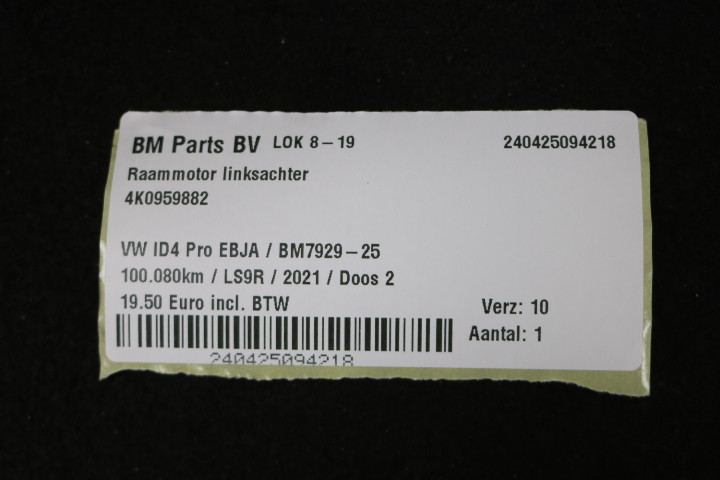 BM Parts BV LOK 8-19 240425094218
Raammotor linksachter
4K0959882
VW ID4 Pro EBJA / BM7929-25
100.080km / LS9R / 2021 / Doos 2
19.50 Euro incl. BTW Verz: 10
Aantal: 1
240425094218